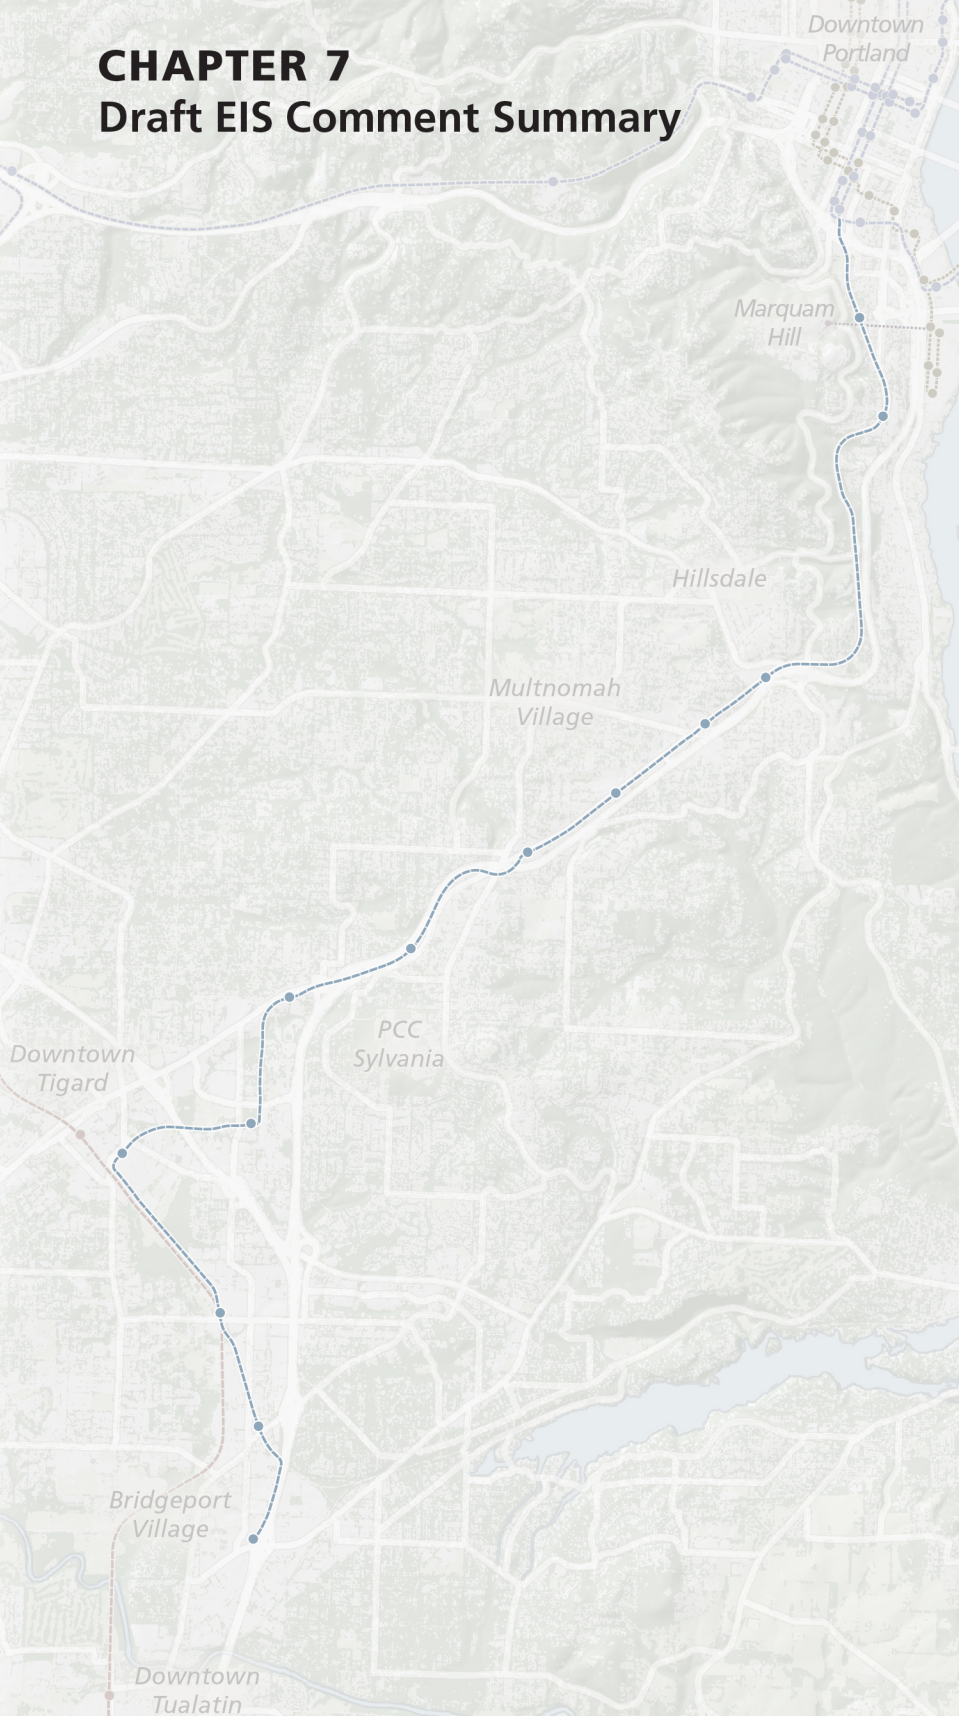 CHAPTER 7
Draft EIS Comment Summary
Downtown
Portland
Marquam
Hill
Hillsdale
Multnomah
Village
PCC
Sylvania
Downtown
Tigard
Bridgeport
Village
Downtown
Tualatin